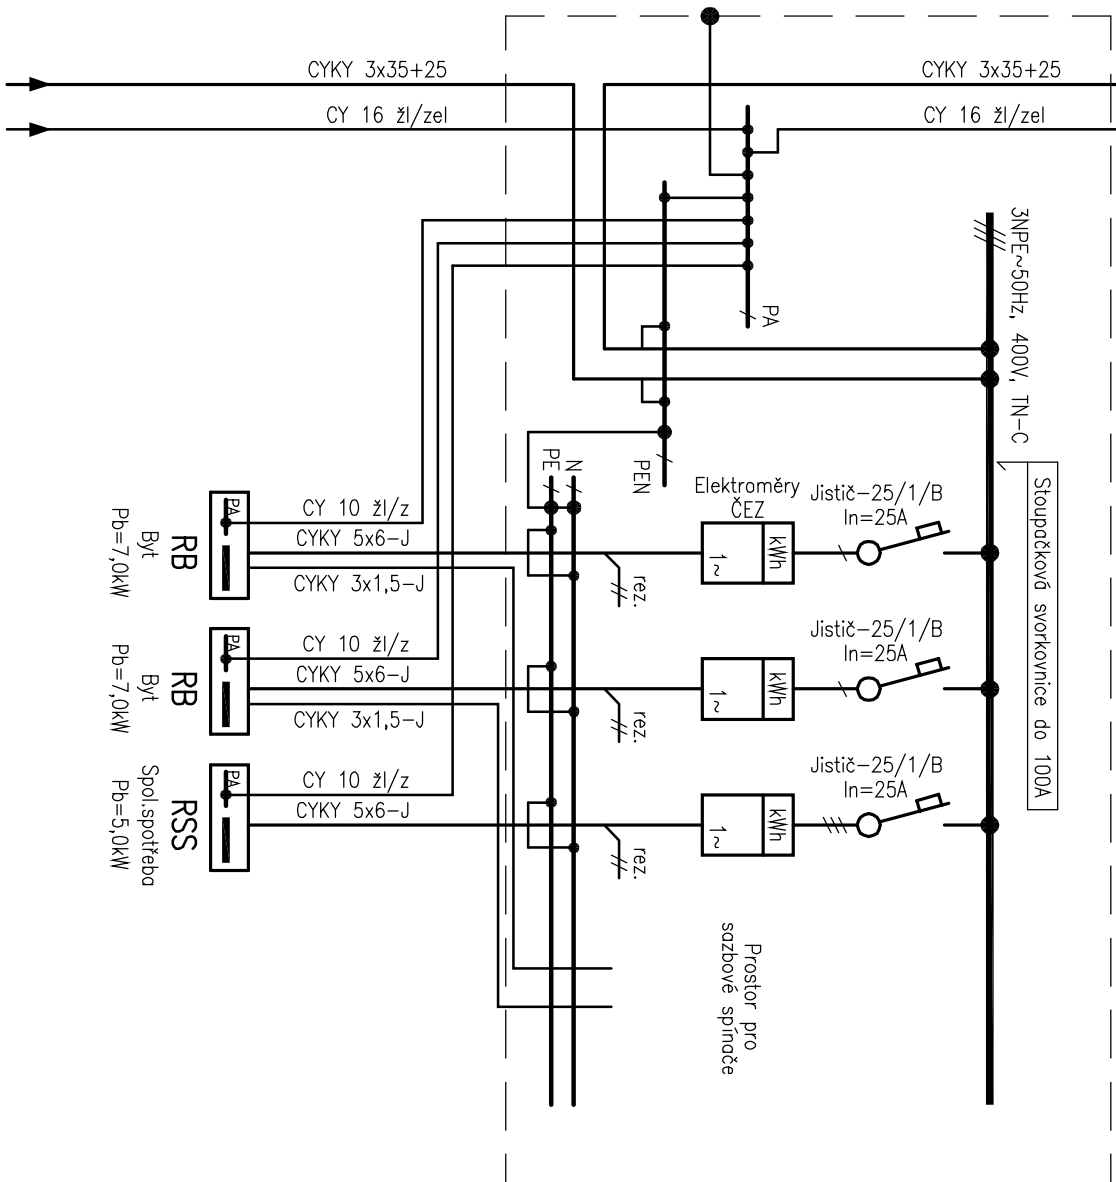 CYKY 3x35+25
CYKY 3x35+25
CY 16 žl/zel
CY 16 žl/zel
3NPE~50Hz, 400V, TN-C
PA
PEN
PE
N
Stoupačková svorkovnice do 100A
Elektroměry
ČEZ
Jistič-25/1/B
In=25A
kWh
1~
rez.
CY 10 žl/z
CYKY 5x6-J
CYKY 3x1,5-J
PA
RB
Byt
Pb=7,0kW
Jistič-25/1/B
In=25A
kWh
1~
rez.
CY 10 žl/z
CYKY 5x6-J
CYKY 3x1,5-J
PA
RB
Byt
Pb=7,0kW
Jistič-25/1/B
In=25A
kWh
1~
rez.
CY 10 žl/z
CYKY 5x6-J
PA
RSS
Spol.spotřeba
Pb=5,0kW
Prostor pro
sazbové spínače